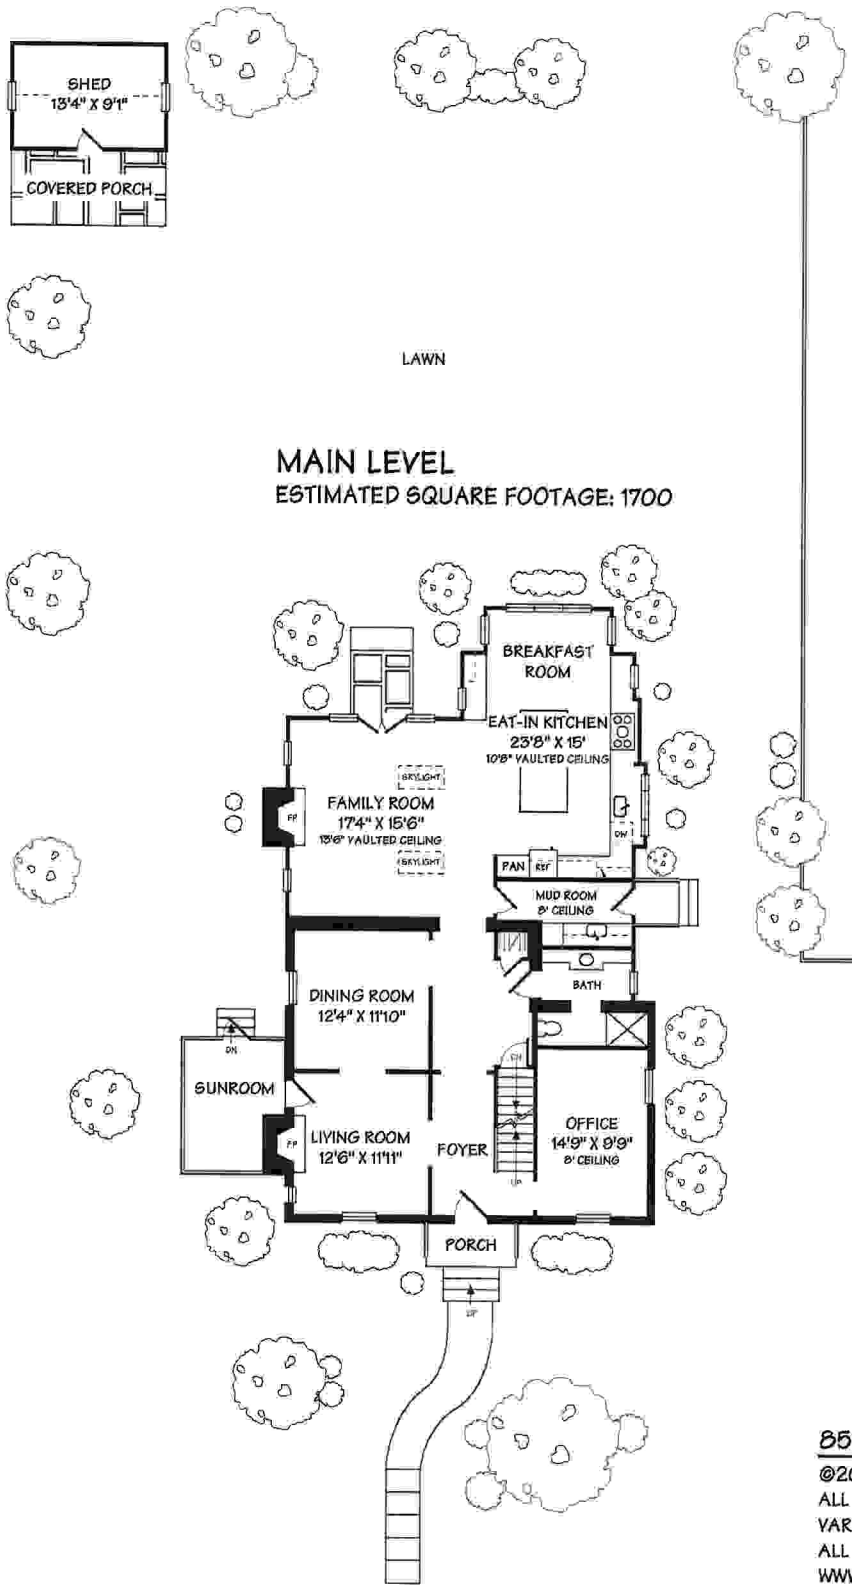 SHED
13'4" X 9'1"
COVERED PORCH
LAWN
MAIN LEVEL
ESTIMATED SQUARE FOOTAGE: 1700
BREAKFAST
ROOM
EAT-IN KITCHEN
23'8" X 15'
10'8" VAULTED CEILING
SKYLIGHT
FAMILY ROOM
17'4" X 15'6"
13'6" VAULTED CEILING
SKYLIGHT
FP
DW
PAN
REF
MUD ROOM
8' CEILING
BATH
DINING ROOM
12'4" X 11'10"
DN
SUNROOM
LIVING ROOM
12'6" X 11'11"
FP
FOYER
UP
OFFICE
14'9" X 9'9"
8' CEILING
PORCH
UP
85
©20
ALL
VAR
ALL
WWW